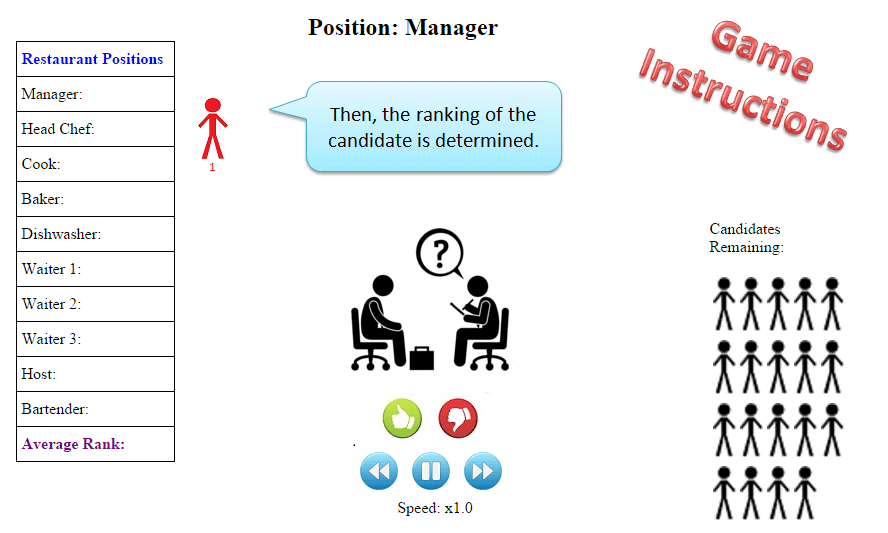 Position: Manager
Game
Instructions
Restaurant Positions
Manager:
Head Chef:
Cook:
Baker:
Dishwasher:
Waiter 1:
Waiter 2:
Waiter 3:
Host:
Bartender:
Average Rank:
1
Then, the ranking of the
candidate is determined.
?
Candidates
Remaining:
.
Speed: x1.0